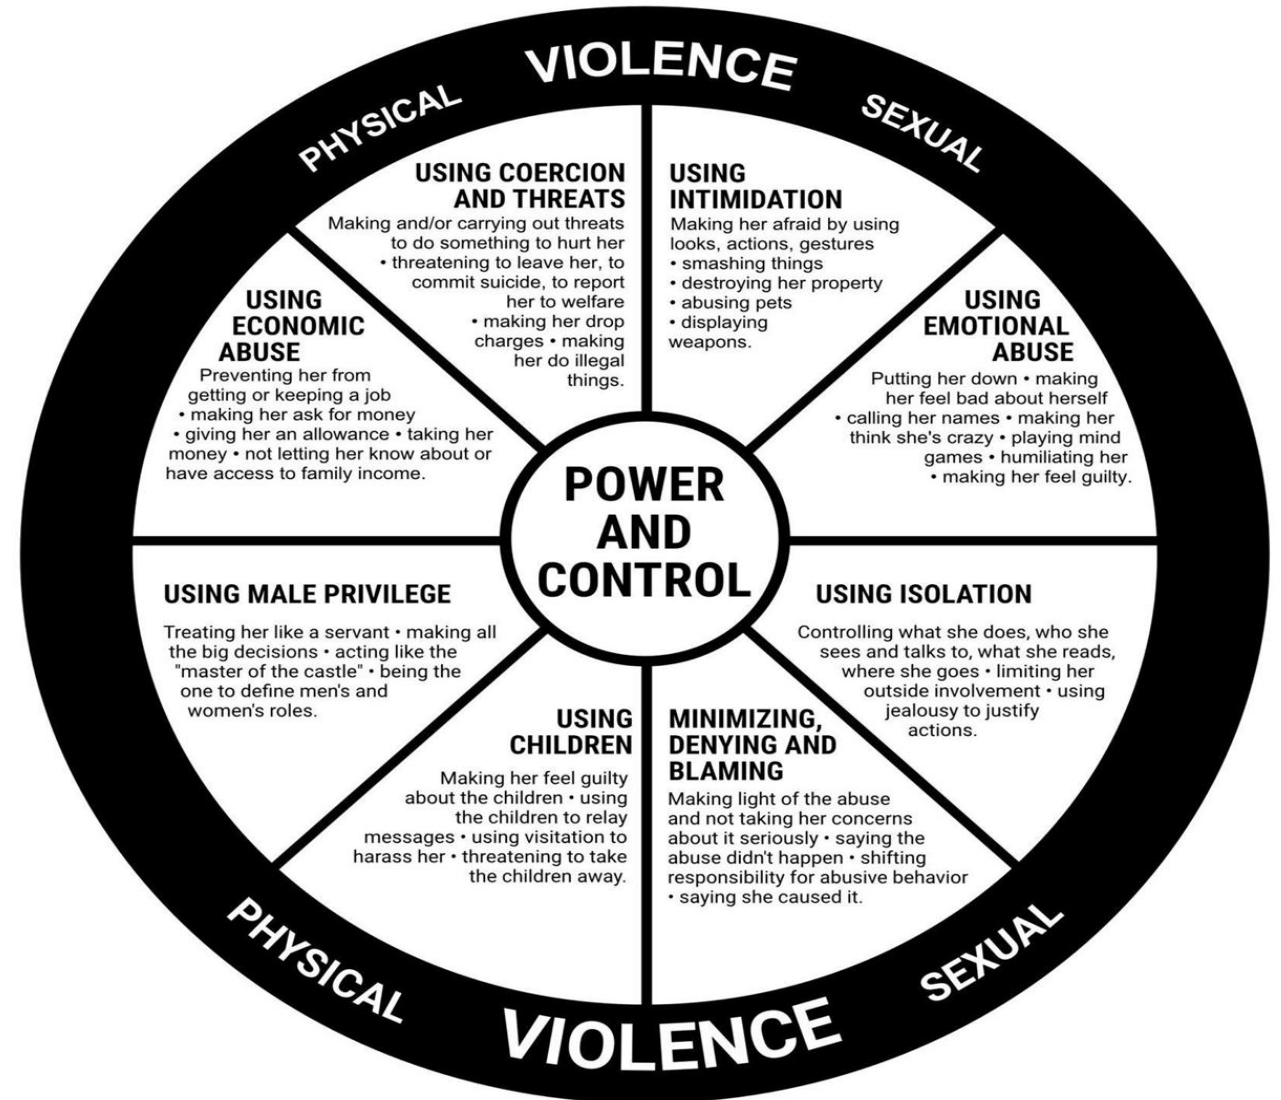 VIOLENCE
PHYSICAL
SEXUAL
USING COERCION
AND THREATS
Making and/or carrying out threats
to do something to hurt her
• threatening to leave her, to
commit suicide, to report
her to welfare
• making her drop
charges • making
her do illegal
things.
USING
INTIMIDATION
Making her afraid by using
looks, actions, gestures
• smashing things
• destroying her property
• abusing pets
• displaying
weapons.
USING
ECONOMIC
ABUSE
Preventing her from
getting or keeping a job
• making her ask for money
• giving her an allowance • taking her
money • not letting her know about or
have access to family income.
USING
EMOTIONAL
ABUSE
Putting her down • making
her feel bad about herself
• calling her names • making her
think she's crazy • playing mind
games • humiliating her
• making her feel guilty.
POWER
AND
CONTROL
USING MALE PRIVILEGE
Treating her like a servant • making all
the big decisions • acting like the
"master of the castle" • being the
one to define men's and
women's roles.
USING ISOLATION
Controlling what she does, who she
sees and talks to, what she reads,
where she goes • limiting her
outside involvement • using
jealousy to justify
actions.
USING
CHILDREN
Making her feel guilty
about the children • using
the children to relay
messages • using visitation to
harass her • threatening to take
the children away.
MINIMIZING,
DENYING AND
BLAMING
Making light of the abuse
and not taking her concerns
about it seriously • saying the
abuse didn't happen • shifting
responsibility for abusive behavior
• saying she caused it.
PHYSICAL
VIOLENCE
SEXUAL